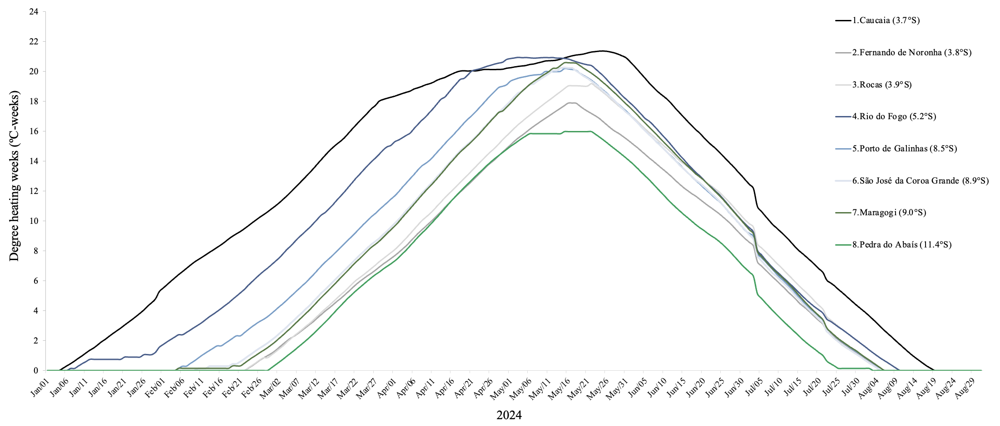 24
22
20
18
16
14
12
10
8
6
4
2
0
Degree heating weeks (ºC-weeks)
Jan/01
Jan/06
Jan/11
Jan/16
Jan/21
Jan/26
Feb/01
Feb/06
Feb/11
Feb/16
Feb/21
Feb/26
Mar/02
Mar/07
Mar/12
Mar/17
Mar/22
Mar/27
Apr/01
Apr/06
Apr/11
Apr/16
Apr/21
Apr/26
May/01
May/06
May/11
May/16
May/21
May/26
May/31
Jun/05
Jun/10
Jun/15
Jun/20
Jun/25
Jun/30
Jul/05
Jul/10
Jul/15
Jul/20
Jul/25
Jul/30
Aug/04
Aug/09
Aug/14
Aug/19
Aug/24
Aug/29
2024
1.Caucaia (3.7°S)
2.Fernando de Noronha (3.8°S)
3.Rocas (3.9°S)
4.Rio do Fogo (5.2°S)
5.Porto de Galinhas (8.5°S)
6.São José da Coroa Grande (8.9°S)
7.Maragogi (9.0°S)
8.Pedra do Abaís (11.4°S)